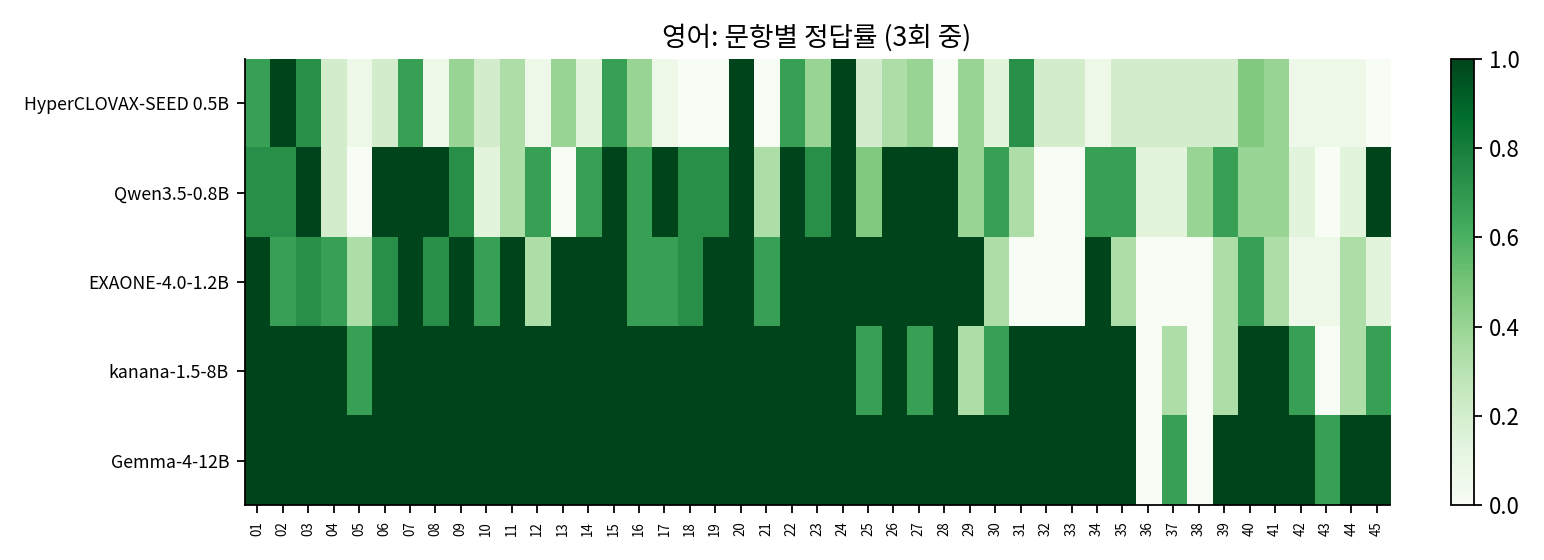 영어: 문항별 정답률 (3회 중)
HyperCLOVAX-SEED 0.5B
Qwen3.5-0.8B
EXAONE-4.0-1.2B
kanana-1.5-8B
Gemma-4-12B
01 02 03 04 05 06 07 08 09 10 11 12 13 14 15 16 17 18 19 20 21 22 23 24 25 26 27 28 29 30 31 32 33 34 35 36 37 38 39 40 41 42 43 44 45
1.0
0.8
0.6
0.4
0.2
0.0